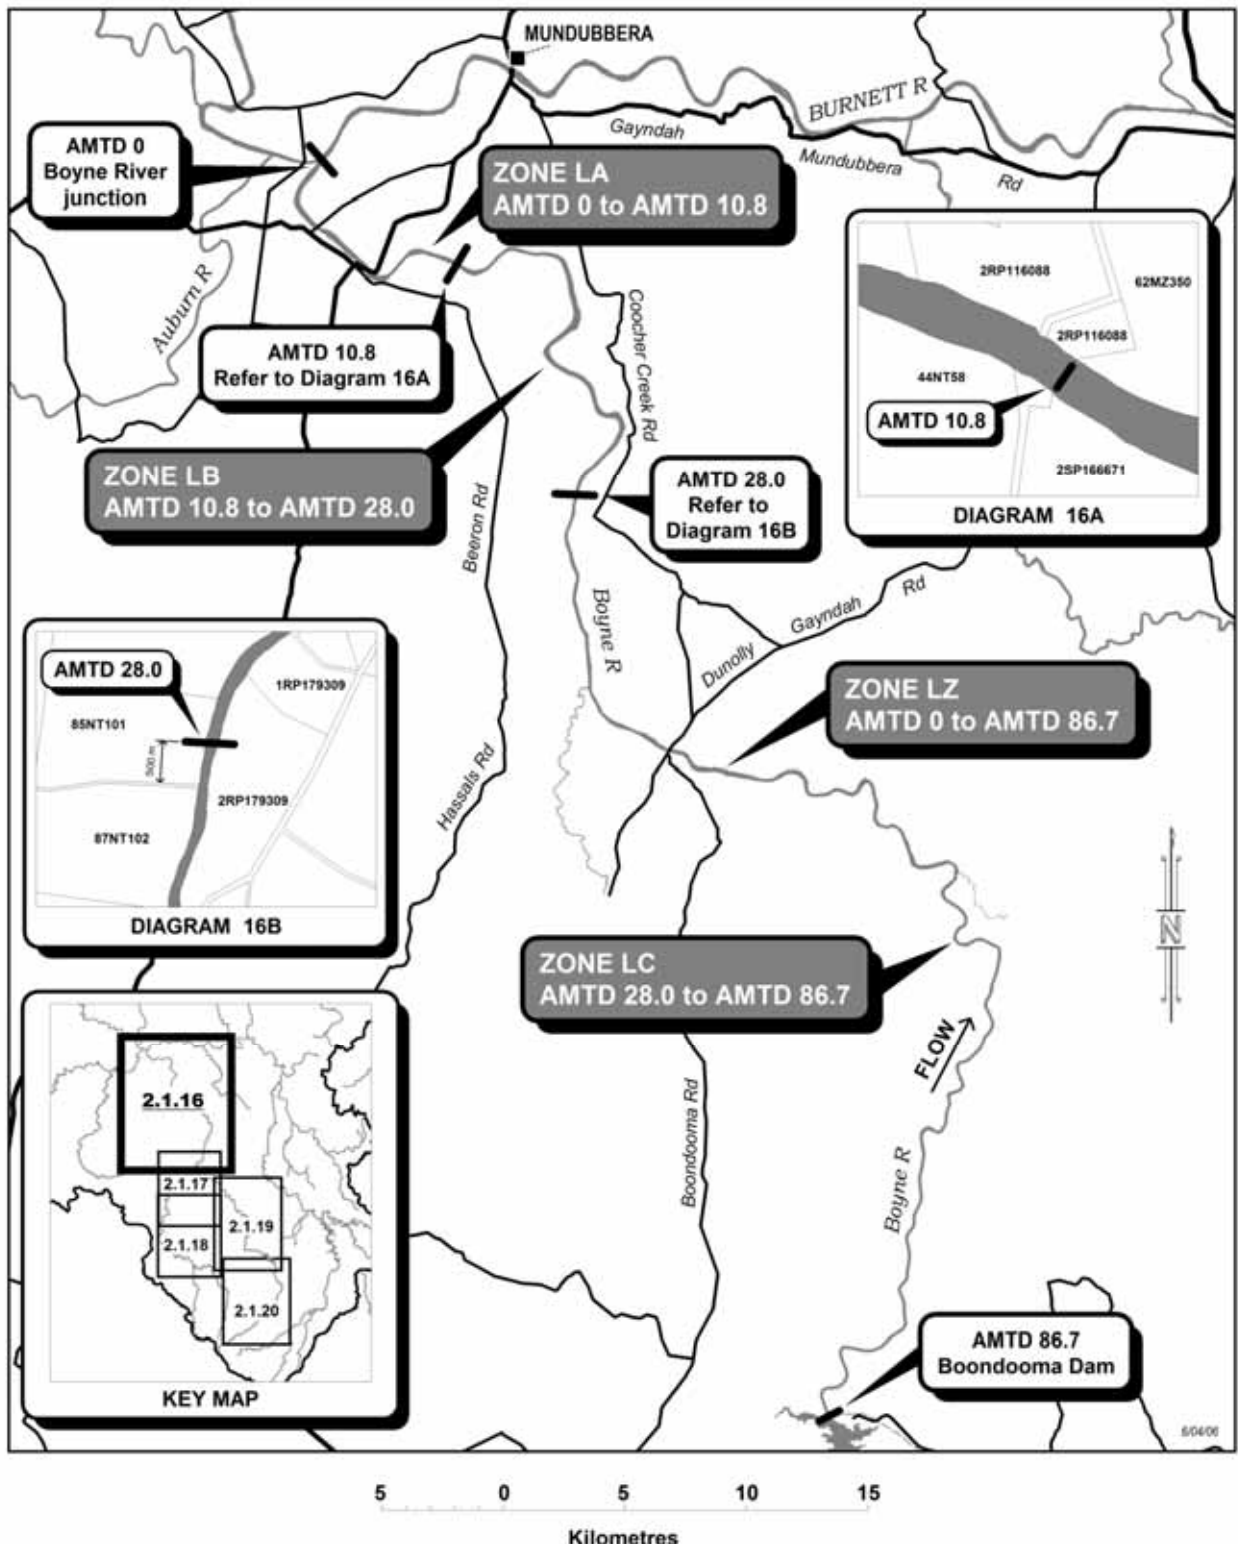 MUNDUBBERA
BURNETT R
Gayndah
Mundubbera
Rd
AMTD 0
Boyne River
junction
ZONE LA
AMTD 0 to AMTD 10.8
Auburn R
AMTD 10.8
Refer to Diagram 16A
Coocher Creek Rd
2RP116088
62MZ350
2RP116088
44NT58
AMTD 10.8
2SP166671
DIAGRAM 16A
ZONE LB
AMTD 10.8 to AMTD 28.0
Beeron Rd
AMTD 28.0
Refer to
Diagram 16B
Boyne R
Dunolly
Gayndah
Rd
AMTD 28.0
1RP179309
85NT101
500 m
2RP179309
87NT102
DIAGRAM 16B
ZONE LZ
AMTD 0 to AMTD 86.7
Hassals Rd
N
ZONE LC
AMTD 28.0 to AMTD 86.7
FLOW
2.1.16
2.1.17
2.1.19
2.1.18
2.1.20
KEY MAP
Boondooma Rd
Boyne R
AMTD 86.7
Boondooma Dam
6/04/06
5 0 5 10 15
Kilometres